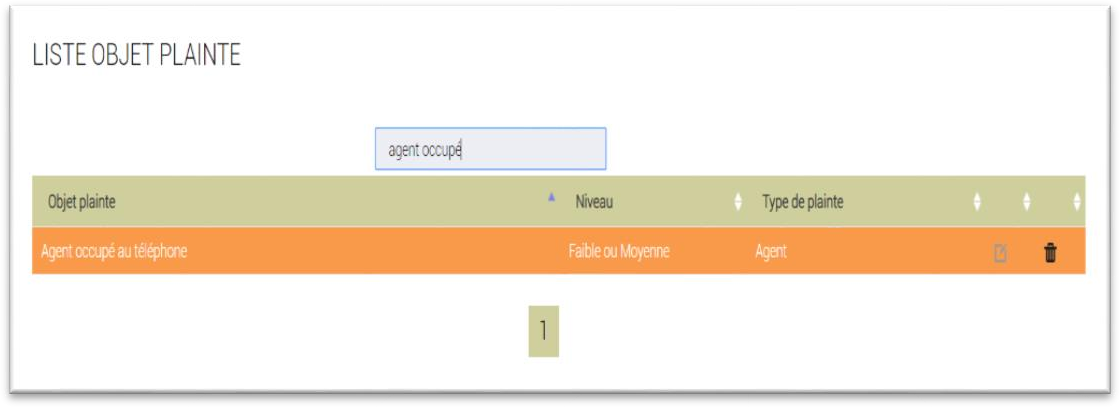 LISTE OBJET PLAINTE
agent occupé
Objet plainte Niveau Type de plainte
Agent occupé au téléphone Faible ou Moyenne Agent
1